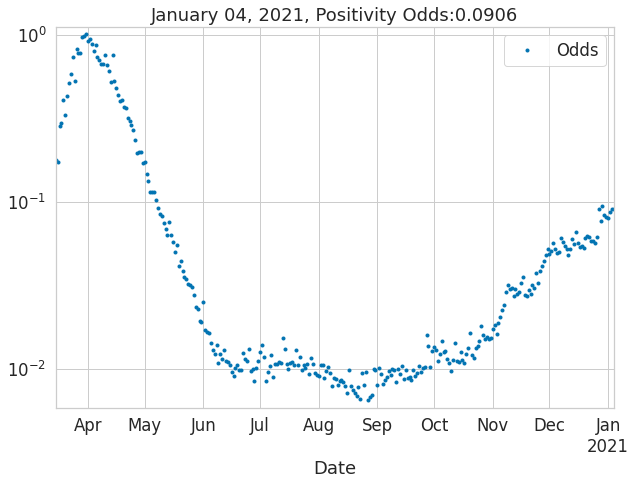 January 04, 2021, Positivity Odds:0.0906
Odds
10⁰
10⁻¹
10⁻²
Apr May Jun Jul Aug Sep Oct Nov Dec Jan
2021
Date